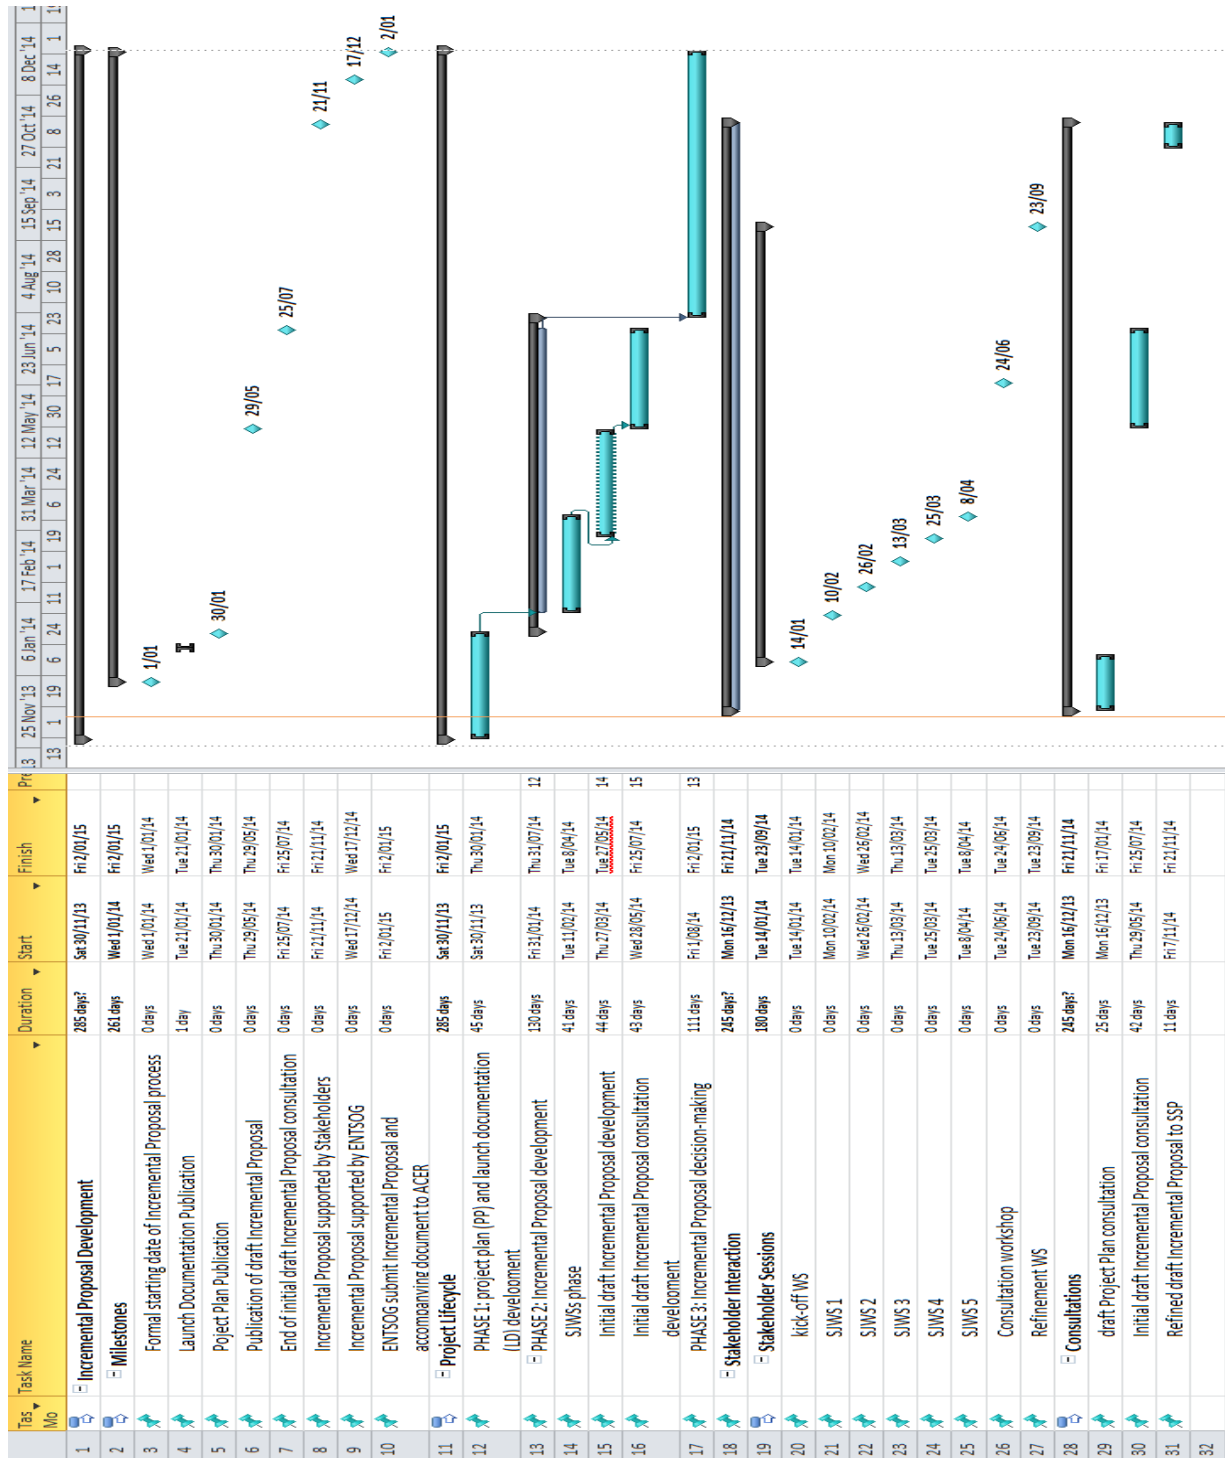 Tas Mo Task Name Duration Start Finish Pre
1 Incremental Proposal Development 285 days? Sat 30/11/13 Fri 2/01/15
2 Milestones 261 days Wed 1/01/14 Fri 2/01/15
3 Formal starting date of Incremental Proposal process 0 days Wed 1/01/14 Wed 1/01/14
4 Launch Documentation Publication 1 day Tue 21/01/14 Tue 21/01/14
5 Poject Plan Publication 0 days Thu 30/01/14 Thu 30/01/14
6 Publication of draft Incremental Proposal 0 days Thu 29/05/14 Thu 29/05/14
7 End of initial draft Incremental Proposal consultation 0 days Fri 25/07/14 Fri 25/07/14
8 Incremental Proposal supported by Stakeholders 0 days Fri 21/11/14 Fri 21/11/14
9 Incremental Proposal supported by ENTSOG 0 days Wed 17/12/14 Wed 17/12/14
10 ENTSOG submit Incremental Proposal and 0 days Fri 2/01/15 Fri 2/01/15
accompanying document to ACER
11 Project Lifecycle 285 days Sat 30/11/13 Fri 2/01/15
12 PHASE 1: project plan (PP) and launch documentation 45 days Sat 30/11/13 Thu 30/01/14
(LD) development
13 PHASE 2: Incremental Proposal development 130 days Fri 31/01/14 Thu 31/07/14 12
14 SJWSs phase 41 days Tue 11/02/14 Tue 8/04/14
15 Initial draft Incremental Proposal development 44 days Thu 27/03/14 Tue 27/05/14 14
16 Initial draft Incremental Proposal consultation 43 days Wed 28/05/14 Fri 25/07/14 15
development
17 PHASE 3: Incremental Proposal decision-making 111 days Fri 1/08/14 Fri 2/01/15 13
18 Stakeholder Interaction 245 days? Mon 16/12/13 Fri 21/11/14
19 Stakeholder Sessions 180 days Tue 14/01/14 Tue 23/09/14
20 kick-off WS 0 days Tue 14/01/14 Tue 14/01/14
21 SJWS 1 0 days Mon 10/02/14 Mon 10/02/14
22 SJWS 2 0 days Wed 26/02/14 Wed 26/02/14
23 SJWS 3 0 days Thu 13/03/14 Thu 13/03/14
24 SJWS 4 0 days Tue 25/03/14 Tue 25/03/14
25 SJWS 5 0 days Tue 8/04/14 Tue 8/04/14
26 Consultation workshop 0 days Tue 24/06/14 Tue 24/06/14
27 Refinement WS 0 days Tue 23/09/14 Tue 23/09/14
28 Consultations 245 days? Mon 16/12/13 Fri 21/11/14
29 draft Project Plan consultation 25 days Mon 16/12/13 Fri 17/01/14
30 Initial draft Incremental Proposal consultation 42 days Thu 29/05/14 Fri 25/07/14
31 Refined draft Incremental Proposal to SSP 11 days Fri 7/11/14 Fri 21/11/14
32
13 25 Nov '13 6 Jan '14 17 Feb '14 31 Mar '14 12 May '14 23 Jun '14 4 Aug '14 15 Sep '14 27 Oct '14 8 Dec '14 1
13 1 19 6 24 11 1 19 6 24 12 30 17 5 23 10 28 15 3 21 8 26 14 1 19
1/01
30/01
29/05
25/07
21/11
17/12
2/01
14/01
10/02
26/02
13/03
25/03
8/04
24/06
23/09